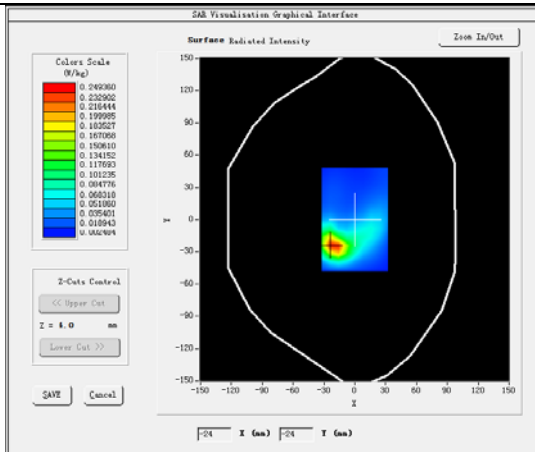 SAR Visualisation Graphical Interface
Surface Radiated Intensity
Zoom In/Out
Colors Scale
(W/kg)
0.249360
0.232902
0.216444
0.199985
0.183527
0.167068
0.150610
0.134152
0.117693
0.101235
0.084776
0.068318
0.051860
0.035401
0.018943
0.002484
150
120
90
60
30
0
-30
-60
-90
-120
-150
Y
-150 -120 -90 -60 -30 0 30 60 90 120 150
X
Z-Cuts Control
<< Upper Cut
Z = 4.0 mm
Lower Cut >>
SAVE Cancel
-24 X (mm) -24 Y (mm)